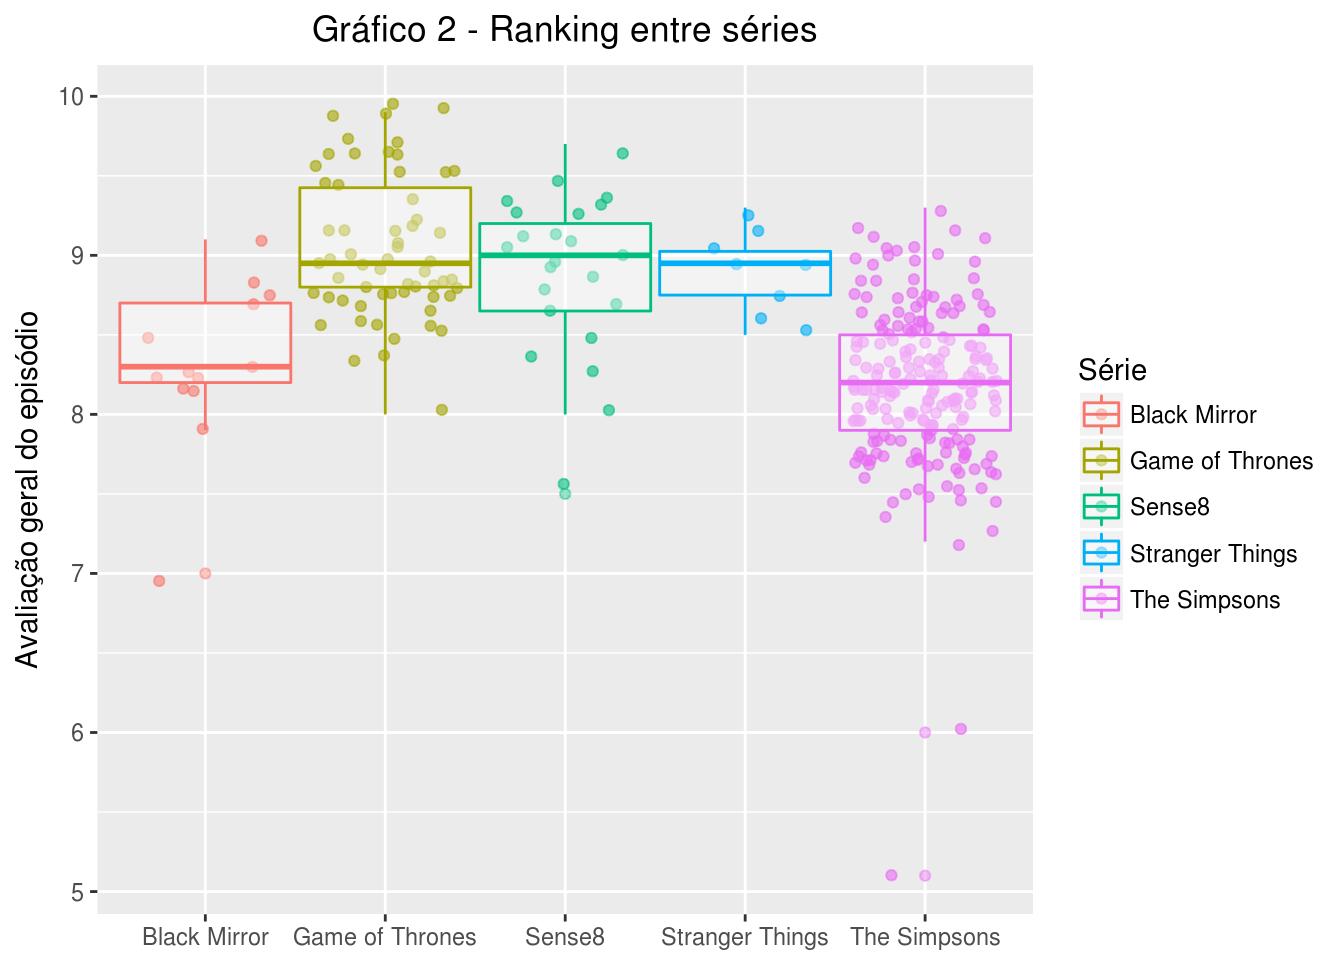 Gráfico 2 - Ranking entre séries
Avaliação geral do episódio
10
9
8
7
6
5
Black Mirror
Game of Thrones
Sense8
Stranger Things
The Simpsons
Série
Black Mirror
Game of Thrones
Sense8
Stranger Things
The Simpsons